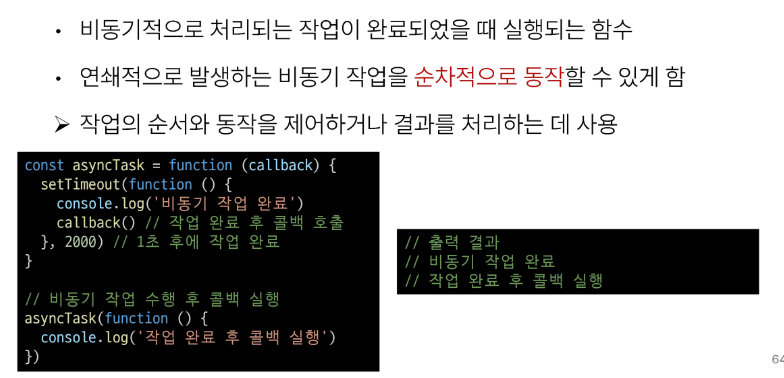 • 비동기적으로 처리되는 작업이 완료되었을 때 실행되는 함수
• 연쇄적으로 발생하는 비동기 작업을 순차적으로 동작할 수 있게 함
➢ 작업의 순서와 동작을 제어하거나 결과를 처리하는 데 사용
const asyncTask = function (callback) {
  setTimeout(function () {
    console.log('비동기 작업 완료')
    callback() // 작업 완료 후 콜백 호출
  }, 2000) // 1초 후에 작업 완료
}

// 비동기 작업 수행 후 콜백 실행
asyncTask(function () {
  console.log('작업 완료 후 콜백 실행')
})
// 출력 결과
// 비동기 작업 완료
// 작업 완료 후 콜백 실행
64